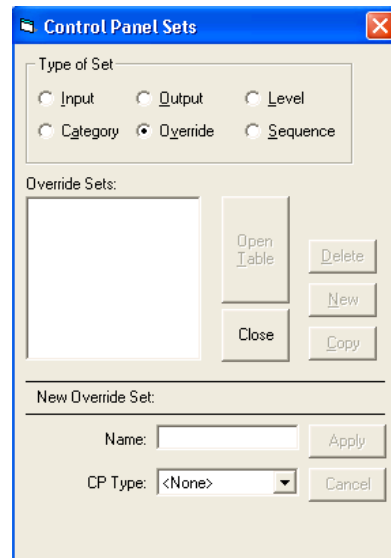 Control Panel Sets
Type of Set
Input Output Level
Category Override Sequence
Override Sets:
Open
Table
Delete
New
Close
Copy
New Override Set:
Name:
Apply
CP Type: <None>
Cancel